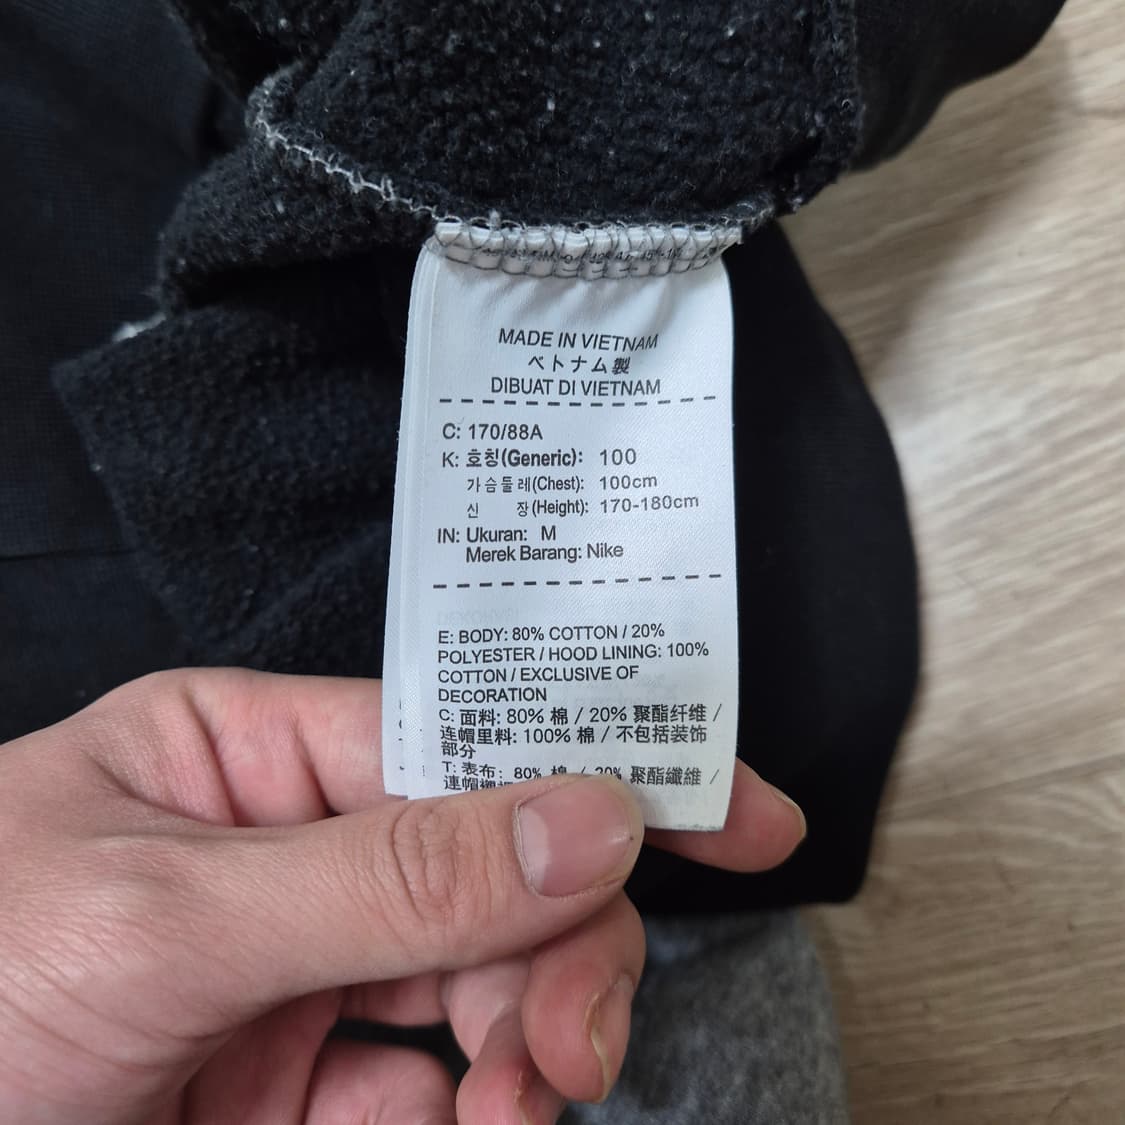 MADE IN VIETNAM
ベトナム製
DIBUAT DI VIETNAM
C: 170/88A
K: 호칭(Generic): 100
가슴둘레(Chest): 100cm
신 장(Height): 170-180cm
IN: Ukuran: M
Merek Barang: Nike
E: BODY: 80% COTTON / 20%
POLYESTER / HOOD LINING: 100%
COTTON / EXCLUSIVE OF
DECORATION
C: 面料: 80% 棉 / 20% 聚酯纤维 /
连帽里料: 100% 棉 / 不包括装饰
部分
T: 表布: 80% 棉 / 20% 聚酯纖維 /
連帽